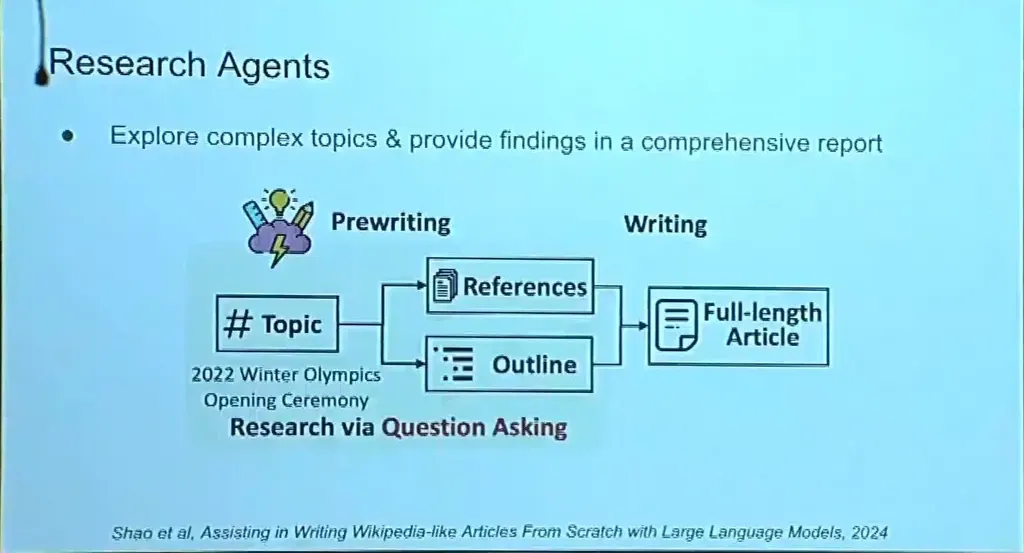 Research Agents
• Explore complex topics & provide findings in a comprehensive report
Prewriting
Writing
References
# Topic
Full-length
Article
Outline
2022 Winter Olympics
Opening Ceremony
Research via Question Asking
Shao et al, Assisting in Writing Wikipedia-like Articles From Scratch with Large Language Models, 2024